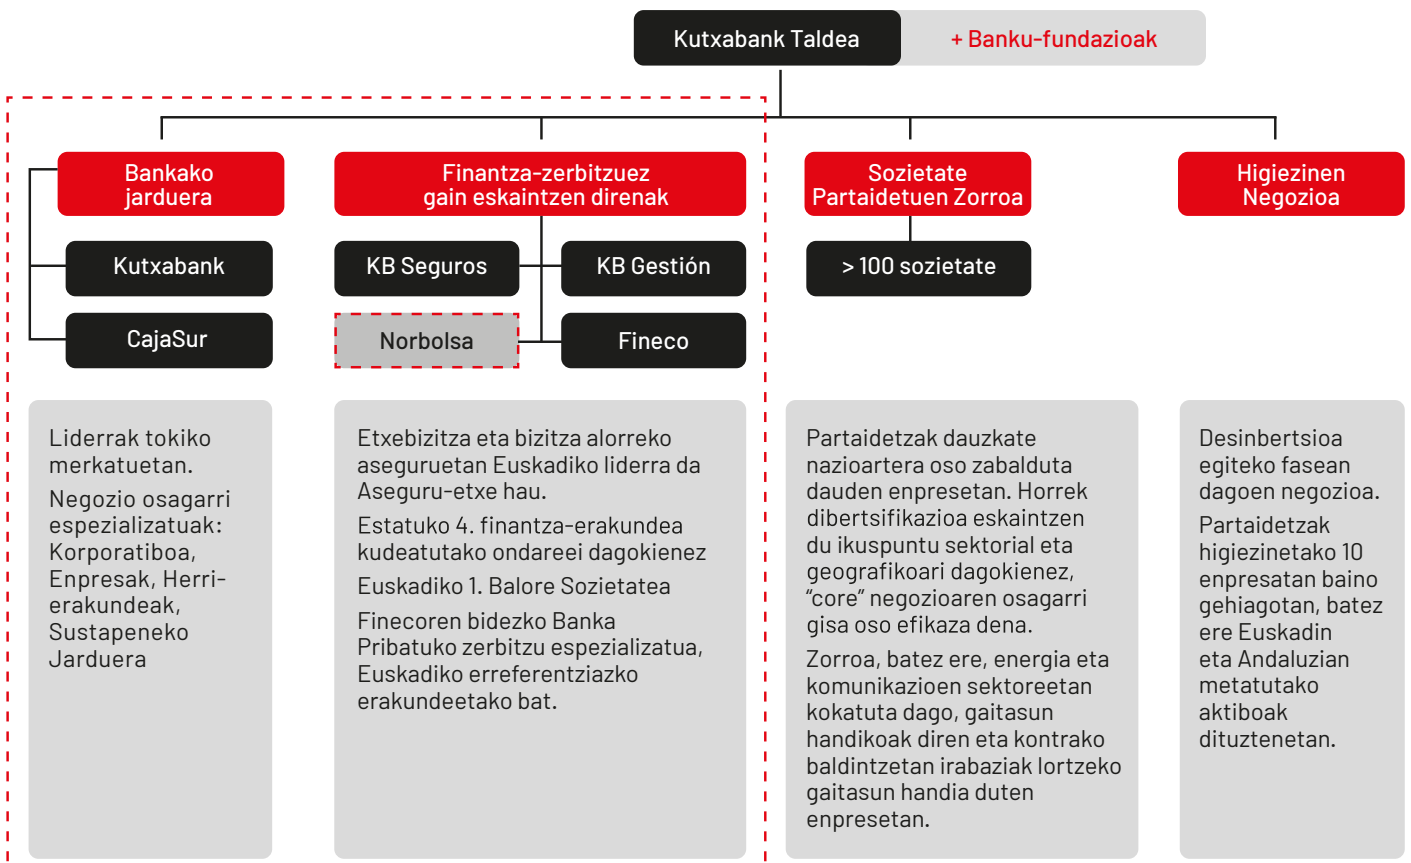 Kutxabank Taldea
+ Banku-fundazioak
Bankako
jarduera
Kutxabank
CajaSur
Liderrak tokiko
merkatuetan.
Negozio osagarri
espezializatuak:
Korporatiboa,
Enpresak, Herri-
erakundeak,
Sustapeneko
Jarduera
Finantza-zerbitzuez
gain eskaintzen direnak
KB Seguros
KB Gestión
Norbolsa
Fineco
Etxebizitza eta bizitza alorreko
aseguruetan Euskadiko liderra da
Aseguru-etxe hau.
Estatuko 4. finantza-erakundea
kudeatutako ondareei dagokienez
Euskadiko 1. Balore Sozietatea
Finecoren bidezko Banka
Pribatuko zerbitzu espezializatua,
Euskadiko erreferentziazko
erakundeetako bat.
Sozietate
Partaidetuen Zorroa
> 100 sozietate
Partaidetzak dauzkate
nazioartera oso zabalduta
dauden enpresetan. Horrek
dibertsifikazioa eskaintzen
du ikuspuntu sektorial eta
geografikoari dagokienez,
“core” negozioaren osagarri
gisa oso efikaza dena.
Zorroa, batez ere, energia eta
komunikazioen sektoreetan
kokatuta dago, gaitasun
handikoak diren eta kontrako
baldintzetan irabaziak lortzeko
gaitasun handia duten
enpresetan.
Higiezinen
Negozioa
Desinbertsioa
egiteko fasean
dagoen negozioa.
Partaidetzak
higiezinetako 10
enpresatan baino
gehiagotan, batez
ere Euskadin
eta Andaluzian
metatutako
aktiboak
dituztenetan.